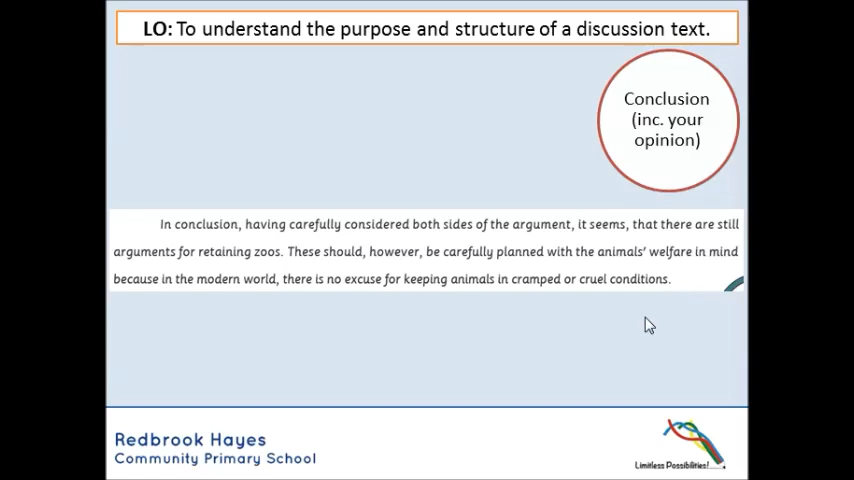 LO: To understand the purpose and structure of a discussion text.
Conclusion
(inc. your
opinion)
In conclusion, having carefully considered both sides of the argument, it seems, that there are still
arguments for retaining zoos. These should, however, be carefully planned with the animals' welfare in mind
because in the modern world, there is no excuse for keeping animals in cramped or cruel conditions.
Redbrook Hayes
Community Primary School
Limitless Possibilities!